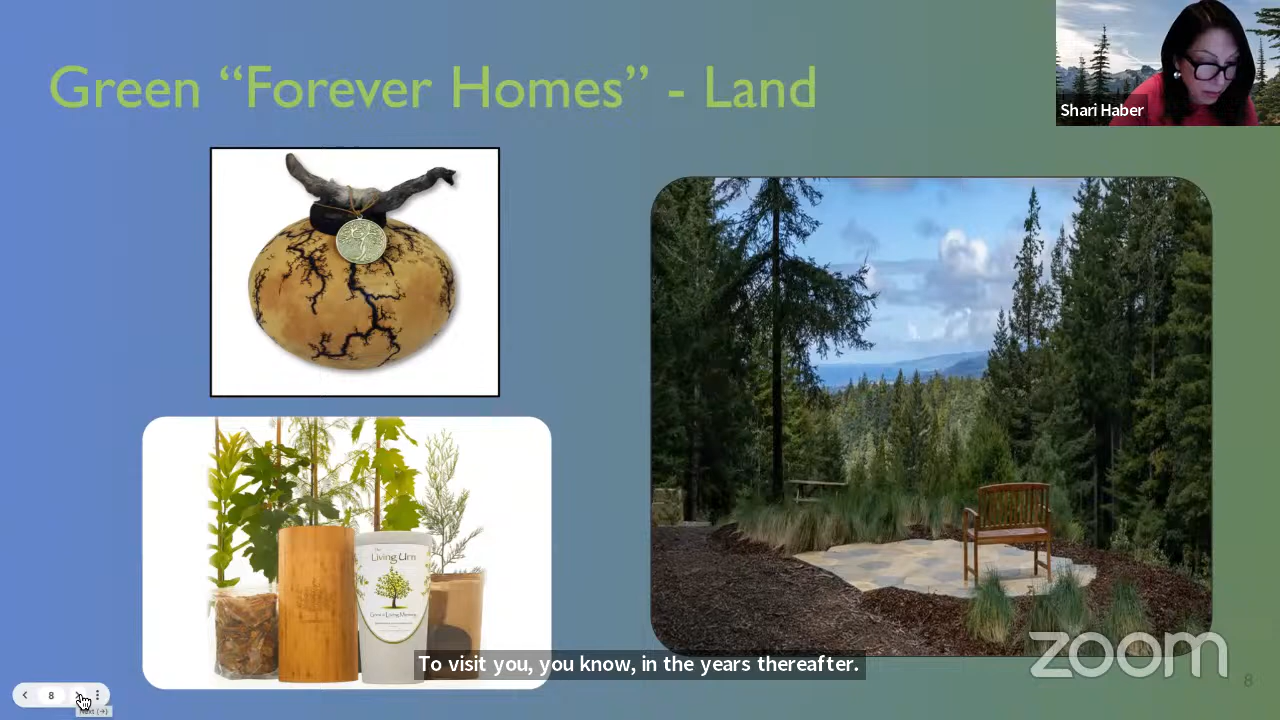 Green “Forever Homes” - Land
Shari Haber
Living Urn
To visit you, you know, in the years thereafter.
zoom
8
8